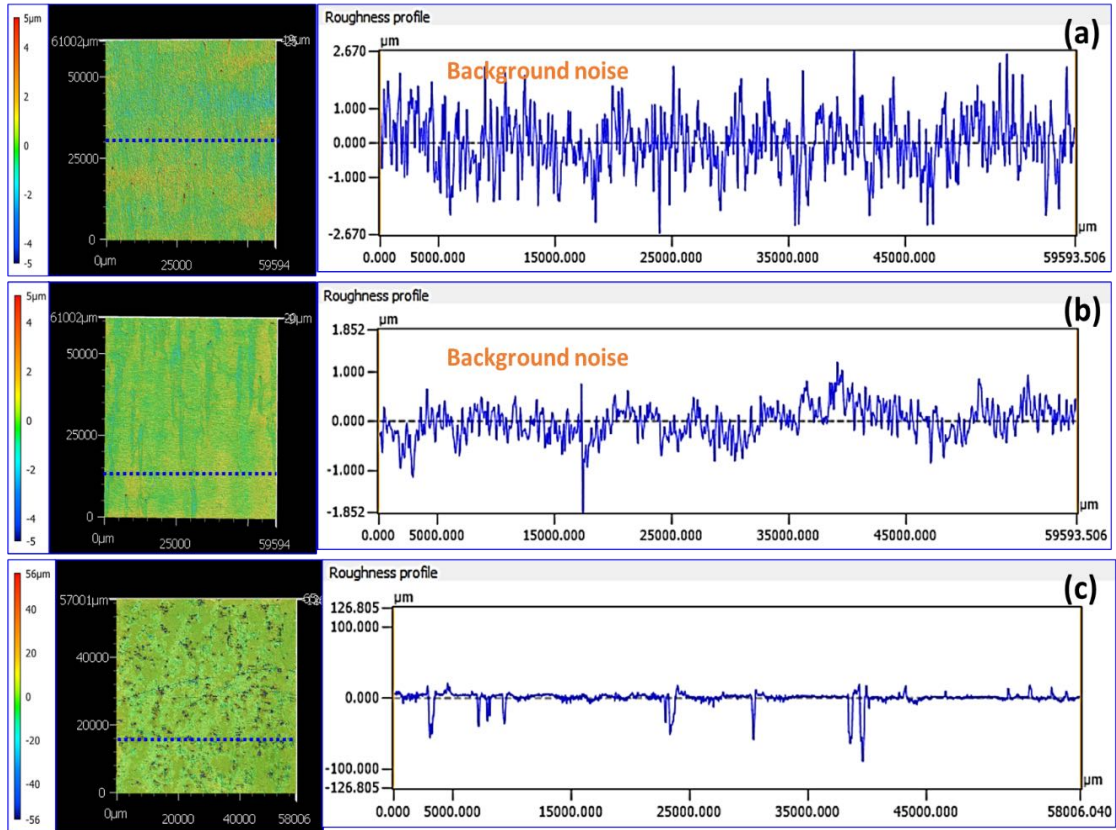 5µm
4
2
0
-2
-4
-5
61002µm
50000
25000
0
0µm
25000
59594
Roughness profile
(a)
µm
Background noise
2.670
1.000
0.000
-1.000
-2.670
µm
0.000 5000.000 15000.000 25000.000 35000.000 45000.000 59593.506
5µm
4
2
0
-2
-4
-5
61002µm
50000
25000
0
0µm
25000
59594
Roughness profile
(b)
µm
Background noise
1.852
1.000
0.000
-1.000
-1.852
µm
0.000 5000.000 15000.000 25000.000 35000.000 45000.000 59593.506
56µm
40
20
0
-20
-40
-56
57001µm
40000
20000
0
0µm
20000
40000
58006
Roughness profile
(c)
µm
126.805
100.000
0.000
-100.000
-126.805
µm
0.000 5000.000 15000.000 25000.000 35000.000 45000.000 58006.040